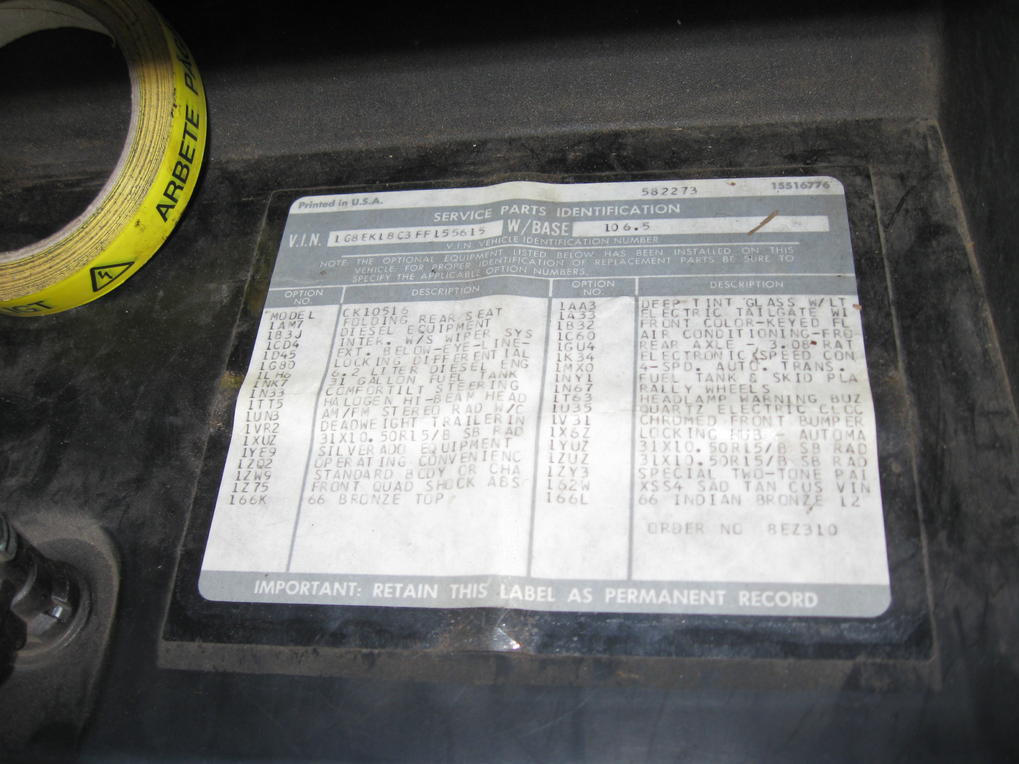 ARBETE PÅG
GOT
582273
15516776
Printed in U.S.A.
SERVICE PARTS IDENTIFICATION
V.I.N. 1G8EK18C3FF155615 W/BASE 106.5
V.I.N. VEHICLE IDENTIFICATION NUMBER
NOTE: THE OPTIONAL EQUIPMENT LISTED BELOW HAS BEEN INSTALLED ON THIS
VEHICLE. FOR PROPER IDENTIFICATION OF REPLACEMENT PARTS BE SURE TO
SPECIFY THE APPLICABLE OPTION NUMBERS.
OPTION NO. DESCRIPTION OPTION NO. DESCRIPTION
MODEL CK10516
1AM7 FOLDING REAR SEAT
1B3J DIESEL EQUIPMENT
1CD4 INTER. W/S WIPER SYS
1D45 EXT. BELOW-EYE-LINE-
1G80 LOCKING DIFFERENTIAL
1LH6 6.2 LITER DIESEL ENG
1NK7 31 GALLON FUEL TANK
1N33 COMFORTILT STEERING
1TT5 HALOGEN HI-BEAM HEAD
1UN3 AM/FM STEREO RAD W/C
1VR2 DEADWEIGHT TRAILERIN
1XUZ 31X10.50R15/B SB RAD
1YE9 SILVERADO EQUIPMENT
1ZQ2 OPERATING CONVENIENC
1ZW9 STANDARD BODY OR CHA
1Z75 FRONT QUAD SHOCK ABS
166K 66 BRONZE TOP
1AA3 DEEP TINT GLASS W/LT
1A33 ELECTRIC TAILGATE WI
1B32 FRONT COLOR-KEYED FL
1C60 AIR CONDITIONING-FRO
1GU4 REAR AXLE - 3.08 RAT
1K34 ELECTRONIC SPEED CON
1MX0 4-SPD. AUTO. TRANS.
1NY1 FUEL TANK & SKID PLA
1N67 RALLY WHEELS
1T63 HEADLAMP WARNING BUZ
1U35 QUARTZ ELECTRIC CLOC
1V31 CHROMED FRONT BUMPER
1X6Z LOCKING HUB - AUTOMA
1YUZ 31X10.50R15/B SB RAD
1ZUZ 31X10.50R15/B SB RAD
1ZY3 SPECIAL TWO-TONE PAI
162W XSS4 SAD TAN CUS VIN
166L 66 INDIAN BRONZE V2
ORDER NO 8EZ310
IMPORTANT: RETAIN THIS LABEL AS PERMANENT RECORD